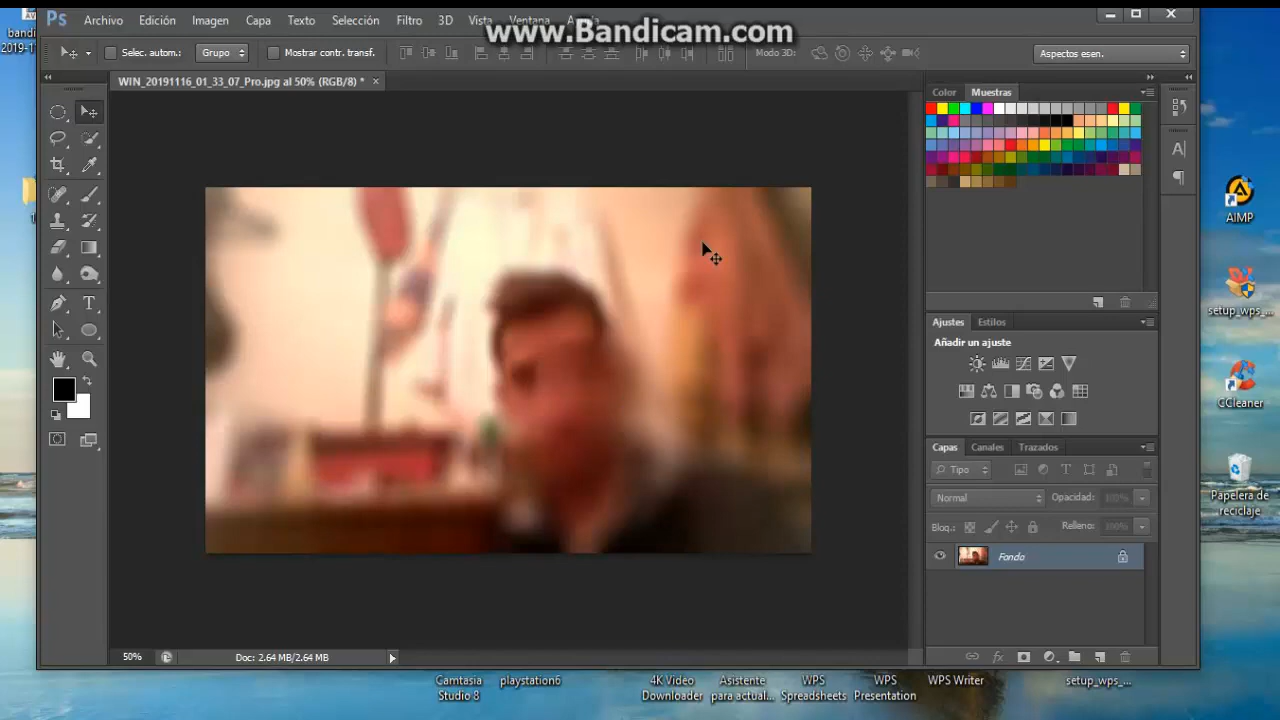 www.Bandicam.com
Ps Archivo Edición Imagen Capa Texto Selección Filtro 3D Vista Ventana
Selec. autom.: Grupo Mostrar contr. transf. Modo 3D: Aspectos esen.
WIN_20191116_01_33_07_Pro.jpg al 50% (RGB/8) * ×
Color Muestras
Ajustes Estilos
Añadir un ajuste
Capas Canales Trazados
Tipo
Normal Opacidad: 100%
Bloq.: Relleno: 100%
Fondo
50% Doc: 2.64 MB/2.64 MB
AIMP
setup_wps_...
CCleaner
Papelera de
reciclaje
Camtasia
Studio 8
playstation6
4K Video
Downloader
Asistente
para actual...
WPS
Spreadsheets
WPS
Presentation
WPS Writer
setup_wps_...